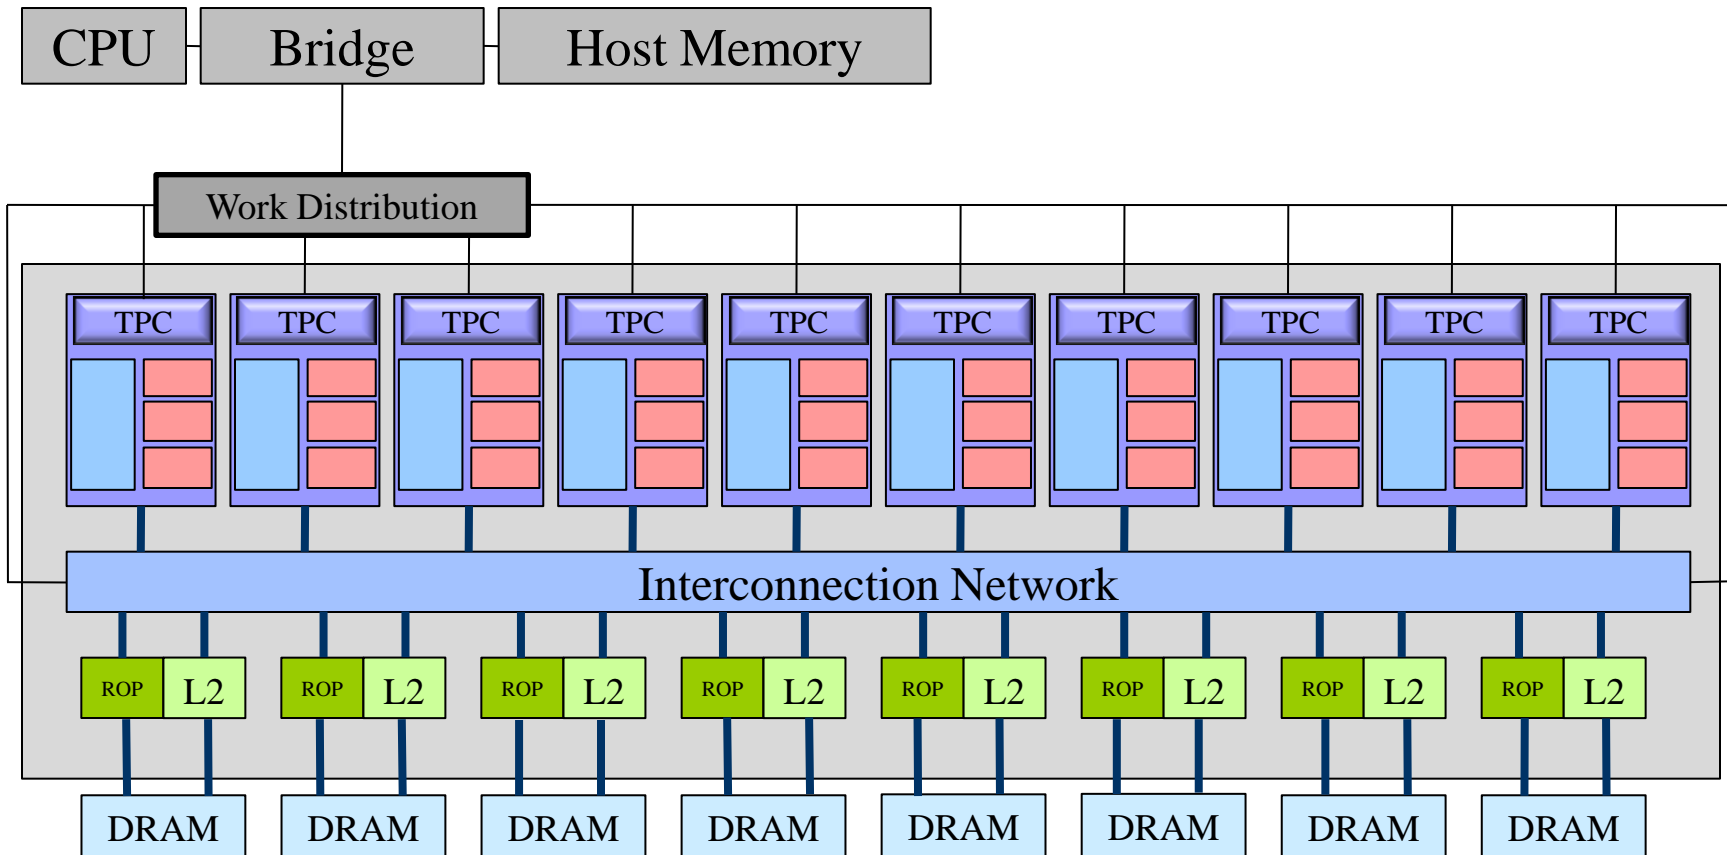 CPU Bridge Host Memory
Work Distribution
TPC TPC TPC TPC TPC TPC TPC TPC TPC TPC
Interconnection Network
ROP L2 ROP L2 ROP L2 ROP L2 ROP L2 ROP L2 ROP L2 ROP L2
DRAM DRAM DRAM DRAM DRAM DRAM DRAM DRAM